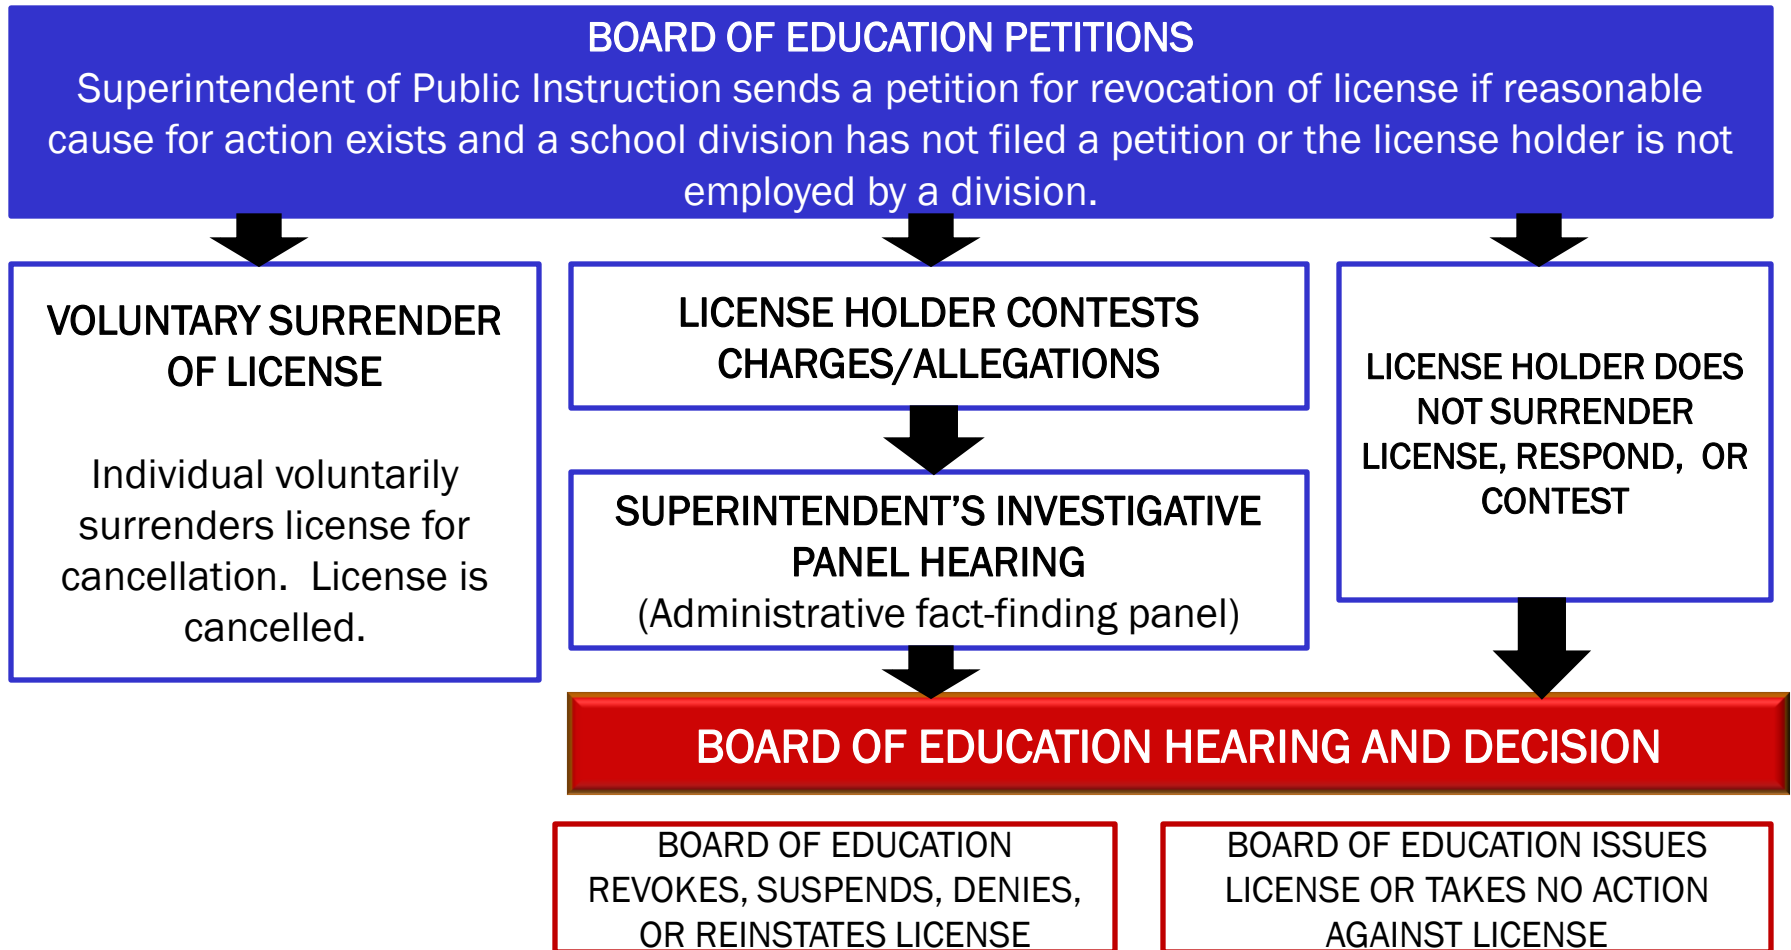 BOARD OF EDUCATION PETITIONS
Superintendent of Public Instruction sends a petition for revocation of license if reasonable
cause for action exists and a school division has not filed a petition or the license holder is not
employed by a division.
VOLUNTARY SURRENDER
OF LICENSE
Individual voluntarily
surrenders license for
cancellation.  License is
cancelled.
LICENSE HOLDER CONTESTS
CHARGES/ALLEGATIONS
SUPERINTENDENT’S INVESTIGATIVE
PANEL HEARING
(Administrative fact-finding panel)
LICENSE HOLDER DOES
NOT SURRENDER
LICENSE, RESPOND,  OR
CONTEST
BOARD OF EDUCATION HEARING AND DECISION
BOARD OF EDUCATION
REVOKES, SUSPENDS, DENIES,
OR REINSTATES LICENSE
BOARD OF EDUCATION ISSUES
LICENSE OR TAKES NO ACTION
AGAINST LICENSE